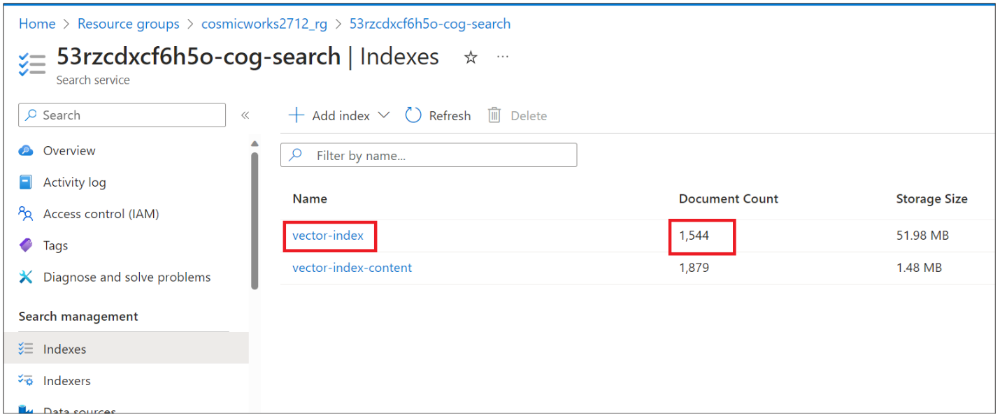 Home > Resource groups > cosmicworks2712_rg > 53rzcdxcf6h5o-cog-search
53rzcdxcf6h5o-cog-search | Indexes ☆ ...
Search service
Search «
Add index Refresh Delete
Filter by name...
Overview
Activity log
Access control (IAM)
Tags
Diagnose and solve problems
Search management
Indexes
Indexers
Data sources
Name Document Count Storage Size
vector-index 1,544 51.98 MB
vector-index-content 1,879 1.48 MB